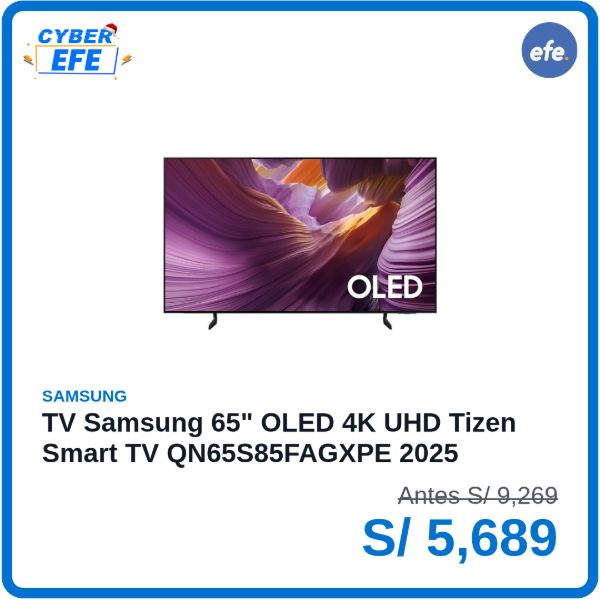 CYBER
EFE
efe.
OLED
SAMSUNG
TV Samsung 65" OLED 4K UHD Tizen
Smart TV QN65S85FAGXPE 2025
Antes S/ 9,269
S/ 5,689